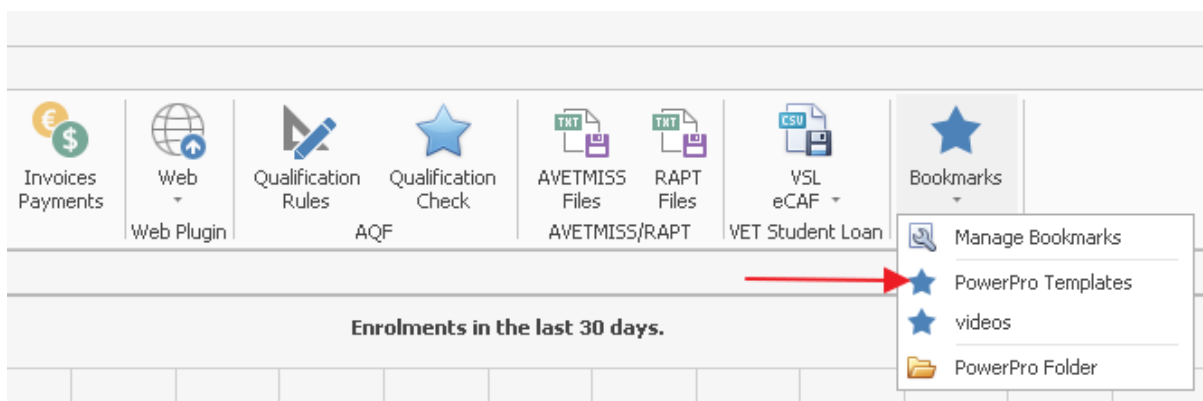 Invoices
Payments
Web
Web Plugin
Qualification
Rules
Qualification
Check
AQF
TXT
AVETMISS
Files
TXT
RAPT
Files
AVETMISS/RAPT
CSV
VSL
eCAF
VET Student Loan
Bookmarks
Manage Bookmarks
PowerPro Templates
videos
PowerPro Folder
Enrolments in the last 30 days.